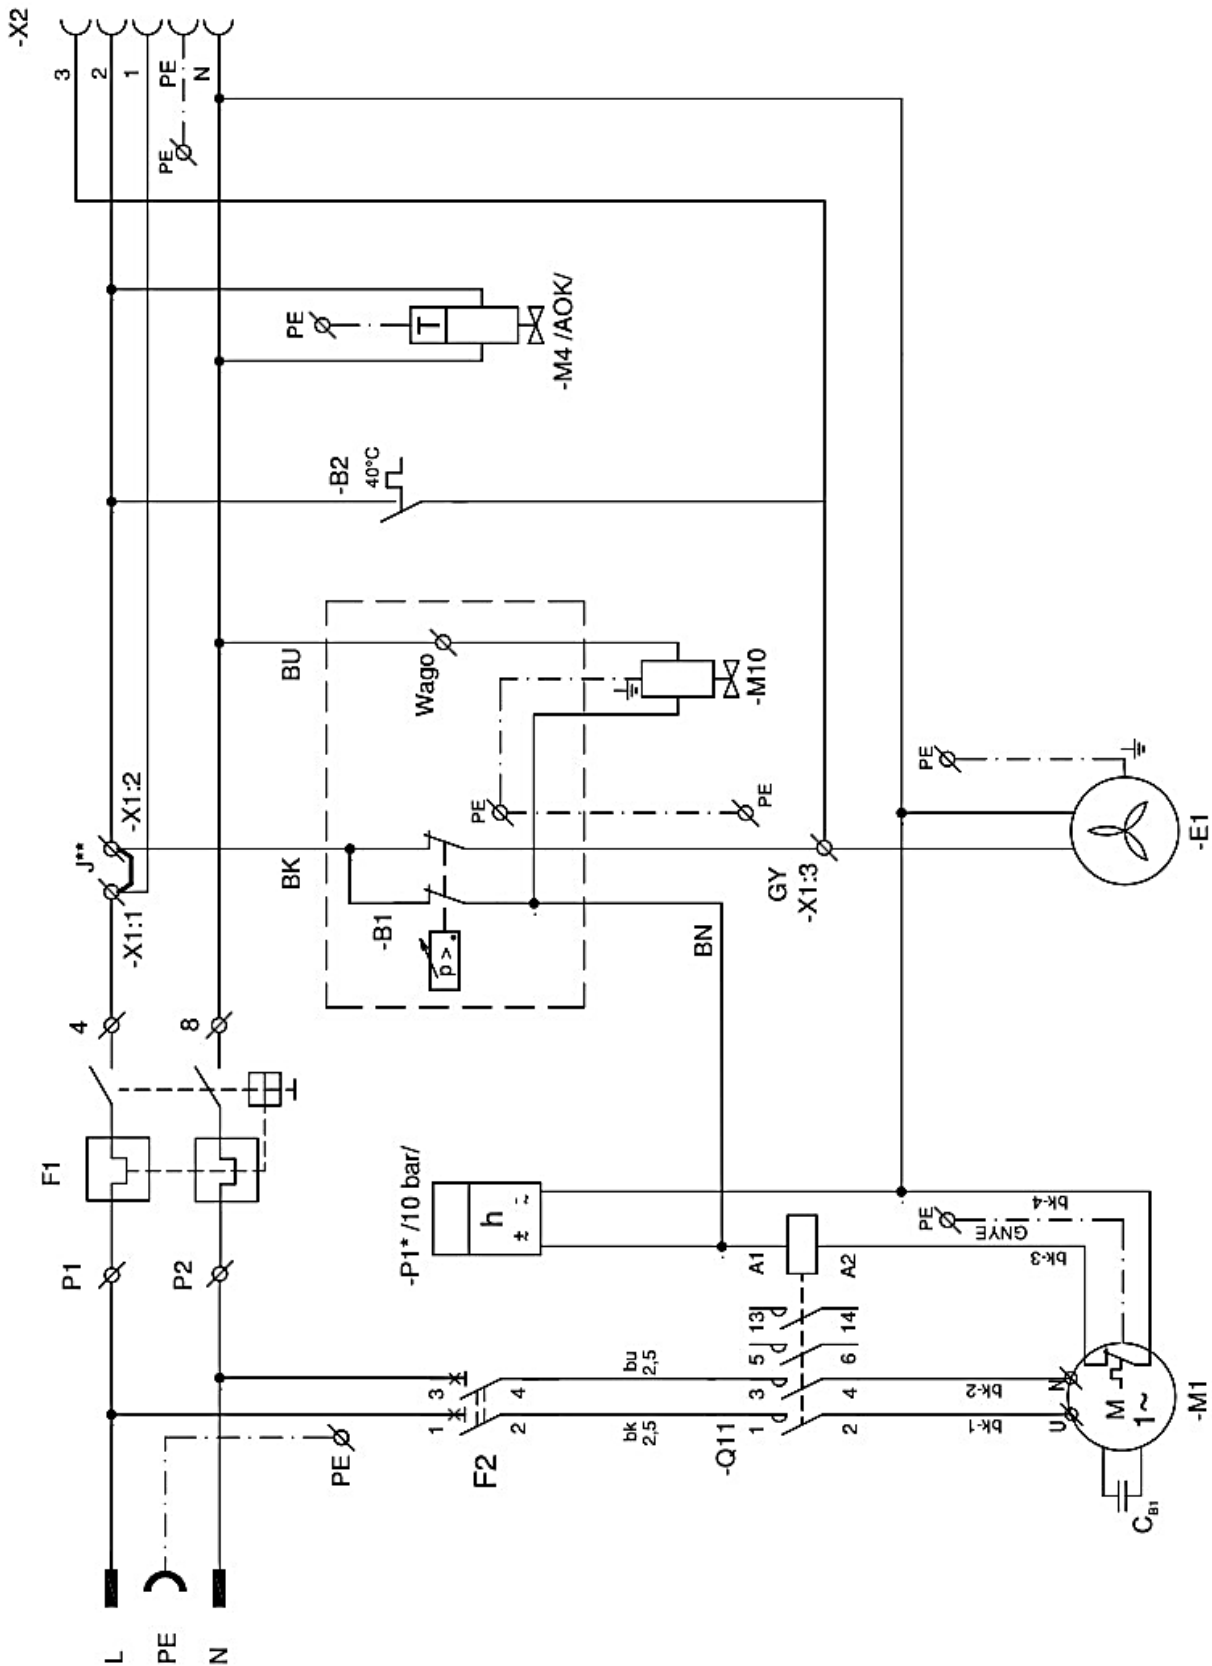 -X2
3
2
1
PE
N
PE
PE
T
-M4 /AOK/
-B2
40°C
BU
Wago
-M10
J**
-X1:2
-X1:1
BK
PE
PE
-B1
p >
GY
-X1:3
BN
PE
-E1
4
8
F1
P1
P2
-P1* /10 bar/
h
± ~
A1
A2
PE
GNYE
bk-4
bk-3
13
14
5
6
3
4
1
2
3
4
1
2
bu
2,5
bk
2,5
F2
-Q11
bk-2
bk-1
N
U
M
1~
-M1
C B1
PE
L
PE
N